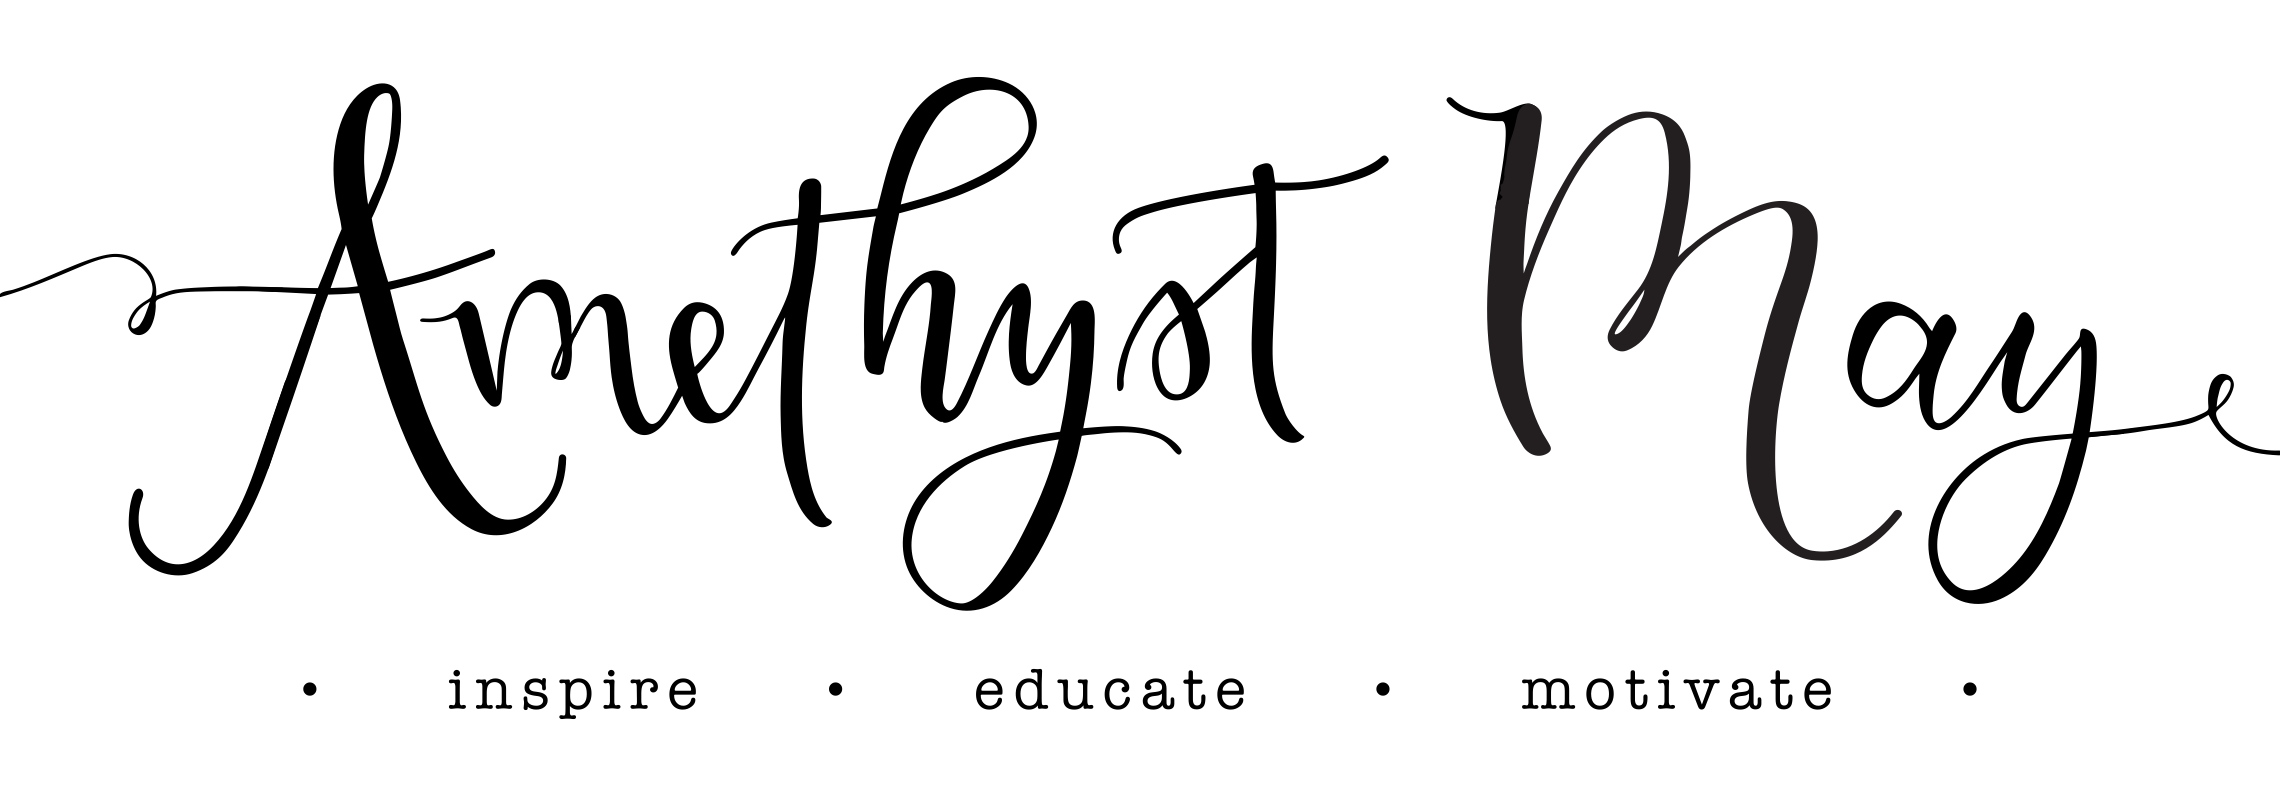 Amethyst May
• inspire • educate • motivate •